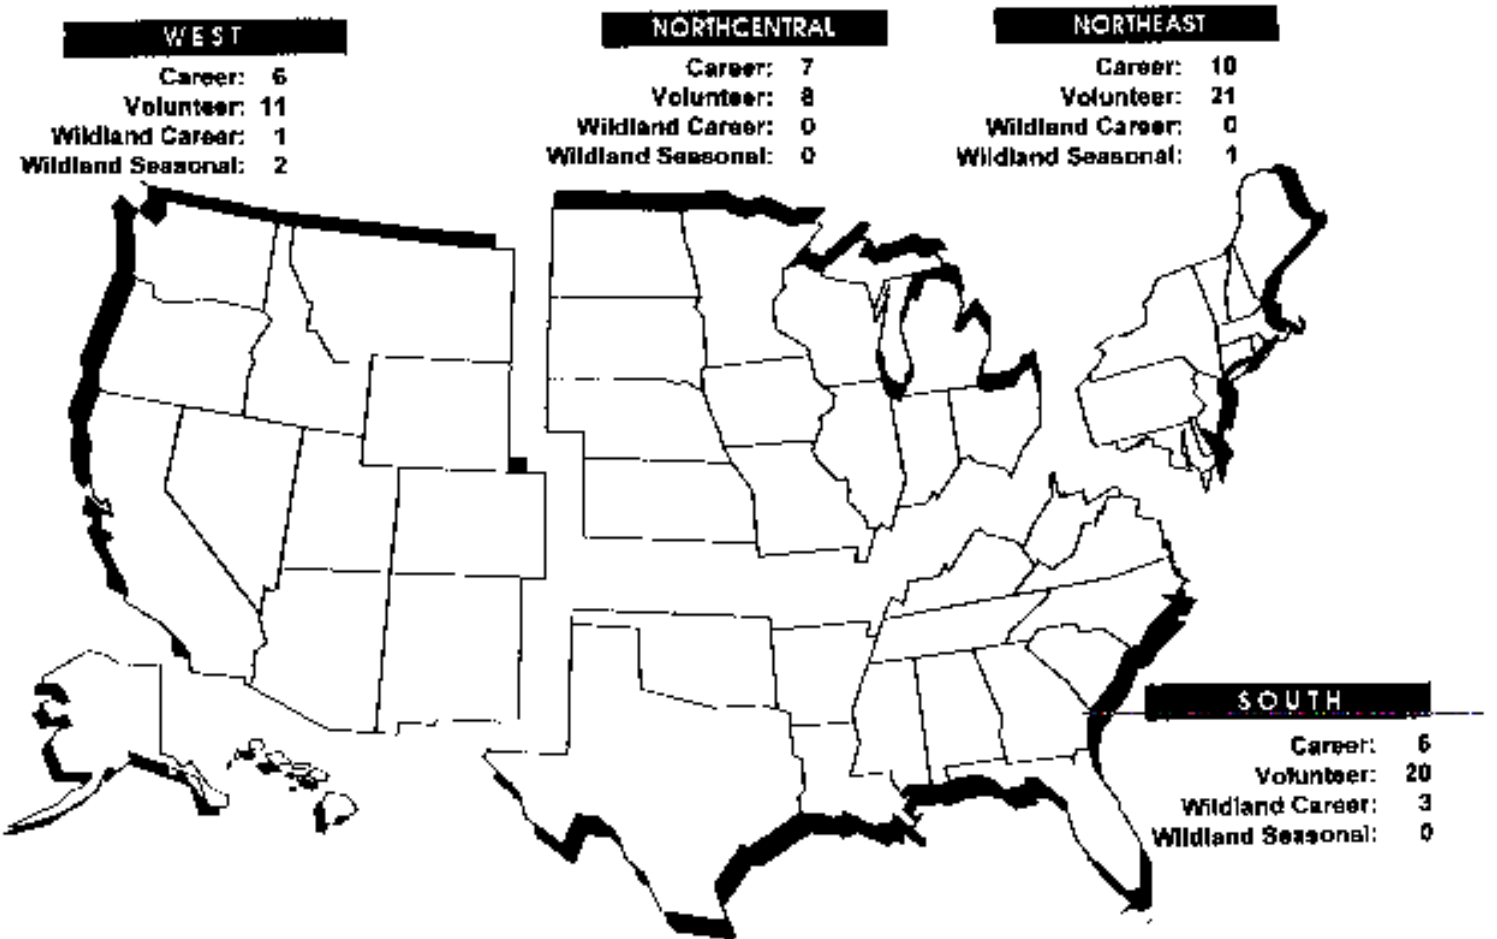 WEST
Career: 6
Volunteer: 11
Wildland Career: 1
Wildland Seasonal: 2
NORTHCENTRAL
Career: 7
Volunteer: 8
Wildland Career: 0
Wildland Seasonal: 0
NORTHEAST
Career: 10
Volunteer: 21
Wildland Career: 0
Wildland Seasonal: 1
SOUTH
Career:
Volunteer: 20
Wildland Career: 3
Wildland Seasonal: 0